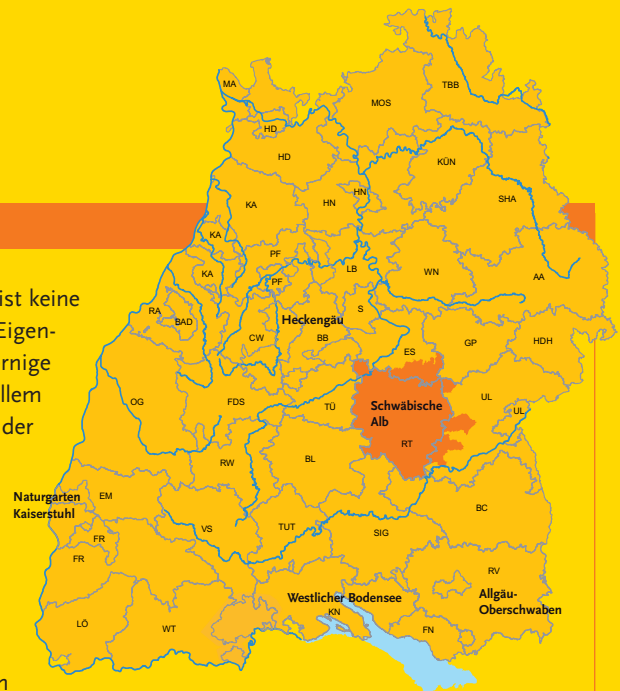 MA
TBB
MOS
HD
HD
KÜN
HN
HN
SHA
KA
KA
PF
KA
PF
LB
WN
AA
RA
BAD
Heckengäu
S
CW
BB
ES
GP
HDH
OG
FDS
TÜ
Schwäbische
Alb
RT
UL
UL
RW
BL
Naturgarten
Kaiserstuhl
EM
BC
VS
TUT
SIG
FR
FR
RV
Westlicher Bodensee
KN
Allgäu-
Oberschwaben
LÖ
WT
FN
ist keine
Eigen-
rnige
llem
der
n